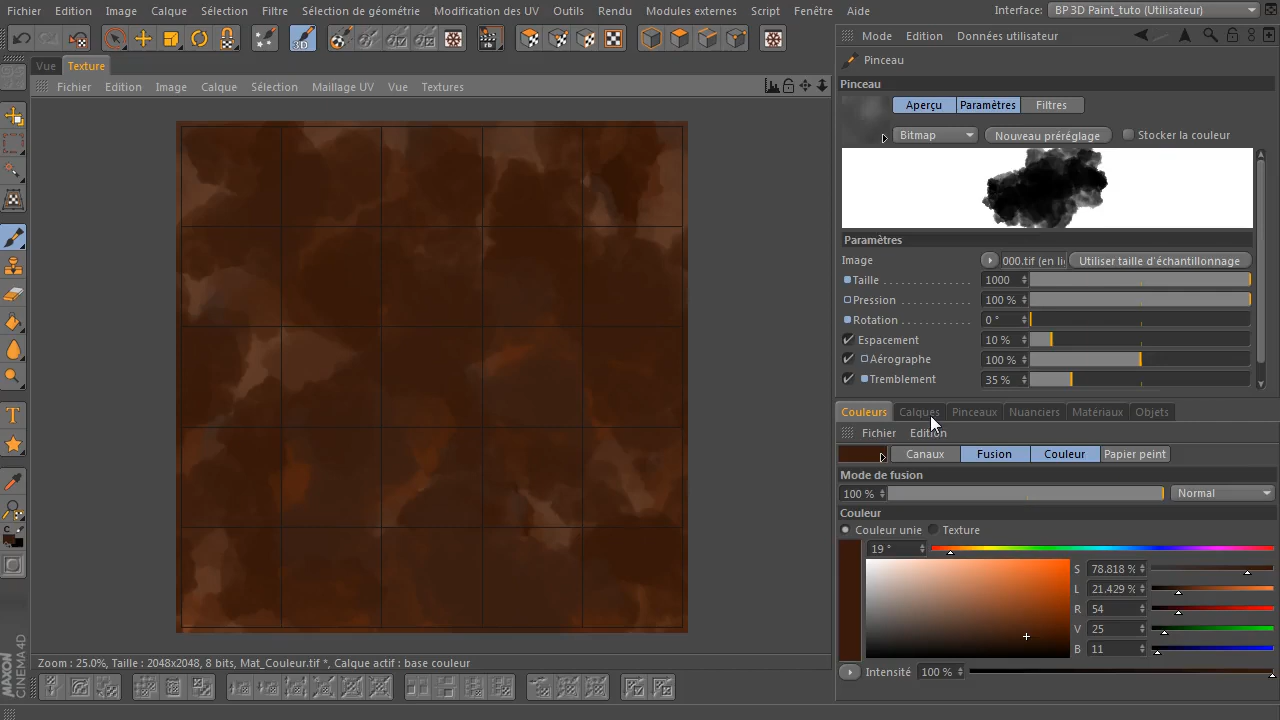 Fichier Edition Image Calque Sélection Filtre Sélection de géométrie Modification des UV Outils Rendu Modules externes Script Fenêtre Aide Interface: BP 3D Paint_tuto (Utilisateur)
Mode Edition Données utilisateur
3D
Vue Texture
Pinceau
Fichier Edition Image Calque Sélection Maillage UV Vue Textures
Pinceau
Aperçu Paramètres Filtres
Bitmap Nouveau préréglage Stocker la couleur
Paramètres
Image 000.tif (en li Utiliser taille d'échantillonnage
Taille 1000
Pression 100 %
Rotation 0 °
Espacement 10 %
Aérographe 100 %
Tremblement 35 %
Couleurs Calques Pinceaux Nuanciers Matériaux Objets
Fichier Edition
Canaux Fusion Couleur Papier peint
Mode de fusion
100 % Normal
Couleur
Couleur unie Texture
19 °
S 78.818 %
L 21.429 %
R 54
V 25
B 11
Intensité 100 %
T
C
Zoom : 25.0%, Taille : 2048x2048, 8 bits, Mat_Couleur.tif *, Calque actif : base couleur
MAXON
CINEMA 4D